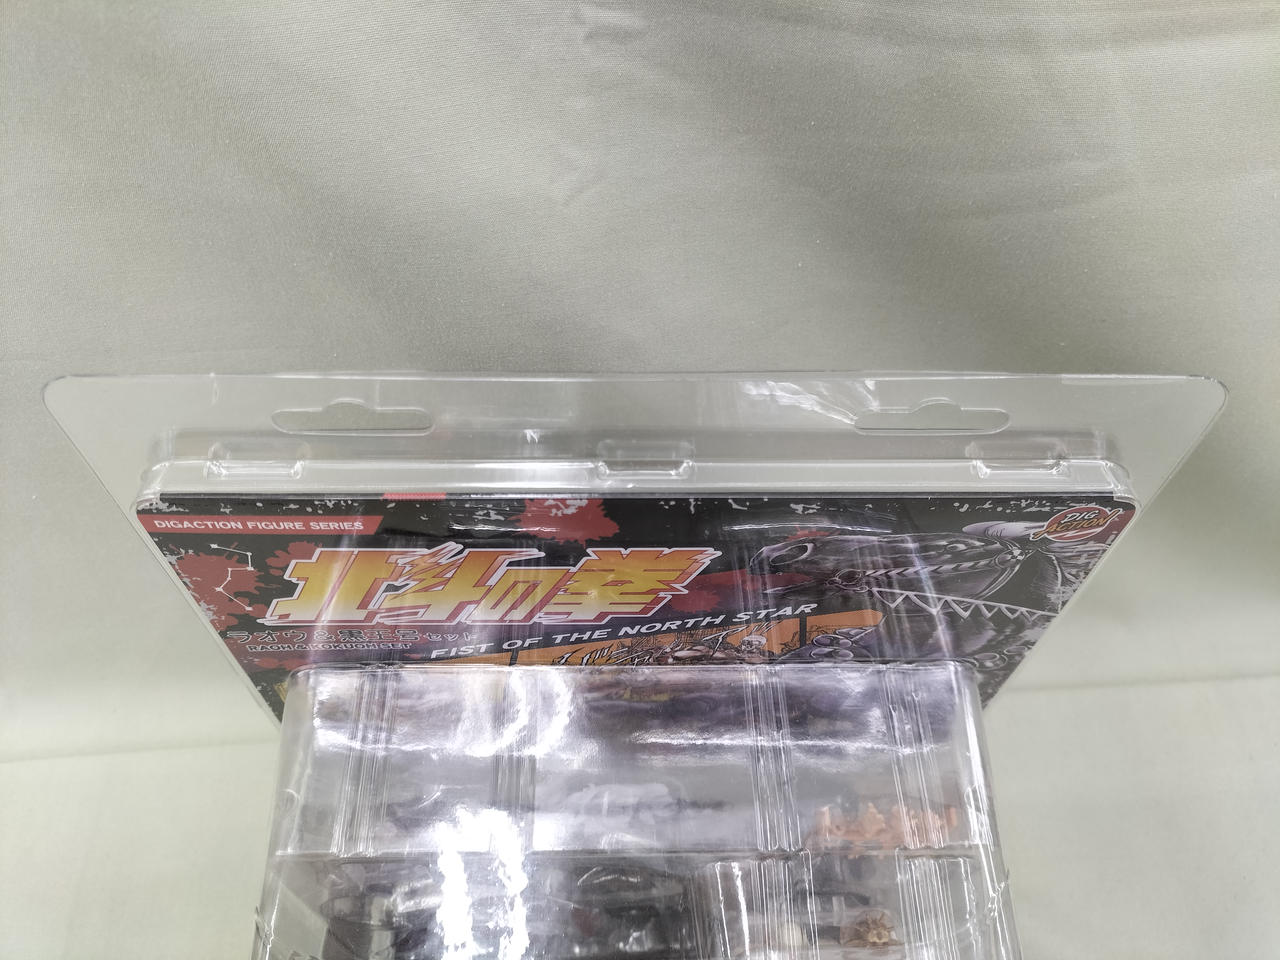 DIGACTION FIGURE SERIES
DIG
ACTION
北斗の拳
FIST OF THE NORTH STAR
ラオウ&黒王号セット
RAOH & KOKUOH SET